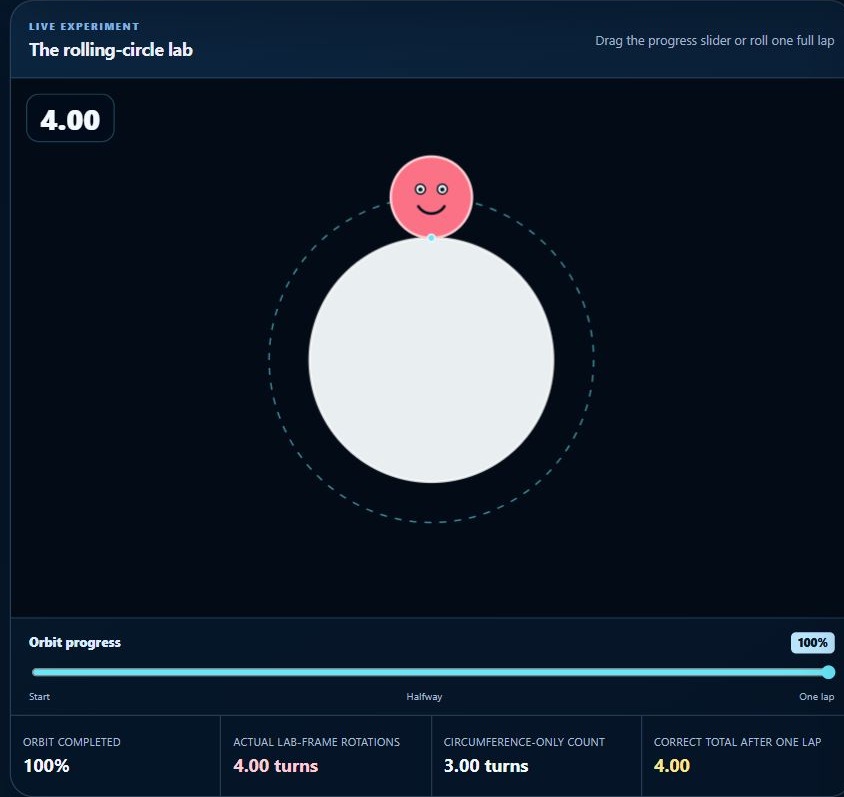 LIVE EXPERIMENT
The rolling-circle lab
Drag the progress slider or roll one full lap
4.00
Orbit progress
100%
Start
Halfway
One lap
ORBIT COMPLETED
100%
ACTUAL LAB-FRAME ROTATIONS
4.00 turns
CIRCUMFERENCE-ONLY COUNT
3.00 turns
CORRECT TOTAL AFTER ONE LAP
4.00